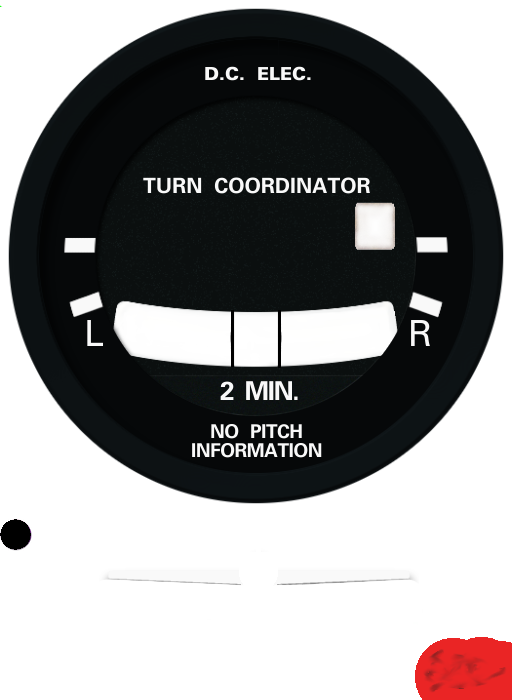 D.C. ELEC.
TURN COORDINATOR
L R
2 MIN.
NO PITCH
INFORMATION